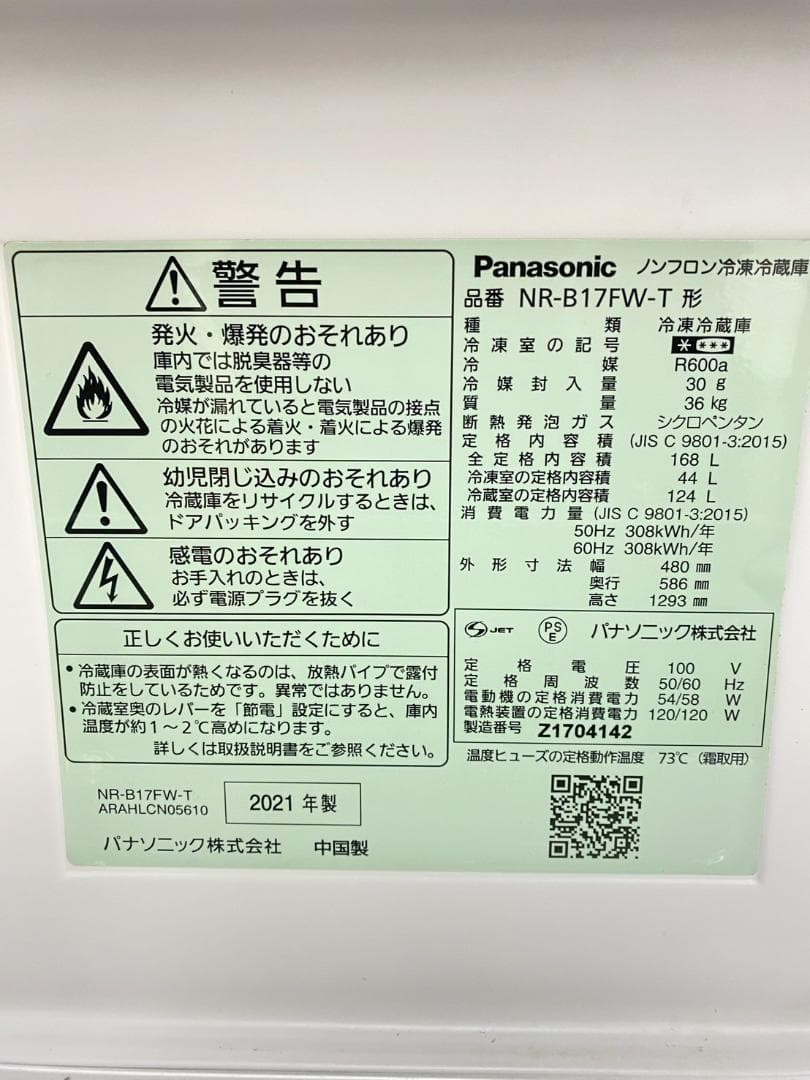 警告
発火・爆発のおそれあり
庫内では脱臭器等の
電気製品を使用しない
冷媒が漏れていると電気製品の接点
の火花による着火・着火による爆発
のおそれがあります
幼児閉じ込みのおそれあり
冷蔵庫をリサイクルするときは、
ドアパッキングを外す
感電のおそれあり
お手入れのときは、
必ず電源プラグを抜く
正しくお使いいただくために
•冷蔵庫の表面が熱くなるのは、放熱パイプで露付
防止をしているためです。異常ではありません。
•冷蔵室奥のレバーを「節電」設定にすると、庫内
温度が約1～2℃高めになります。
詳しくは取扱説明書をご参照ください。
NR-B17FW-T
ARAHLCN05610
2021 年製
パナソニック株式会社 中国製
Panasonic ノンフロン冷凍冷蔵庫
品番 NR-B17FW-T 形
種類 冷凍冷蔵庫
冷凍室の記号 ****
冷媒 R600a
冷媒封入量 30 g
質量 36 kg
断熱発泡ガス シクロペンタン
定格内容積 (JIS C 9801-3:2015)
全定格内容積 168 L
冷凍室の定格内容積 44 L
冷蔵室の定格内容積 124 L
消費電力量 (JIS C 9801-3:2015)
50Hz 308kWh/年
60Hz 308kWh/年
外形寸法 幅 480 mm
奥行 586 mm
高さ 1293 mm
S JET PS E パナソニック株式会社
定格電圧 100 V
定格周波数 50/60 Hz
電動機の定格消費電力 54/58 W
電熱装置の定格消費電力 120/120 W
製造番号 Z1704142
温度ヒューズの定格動作温度 73℃ (霜取用)